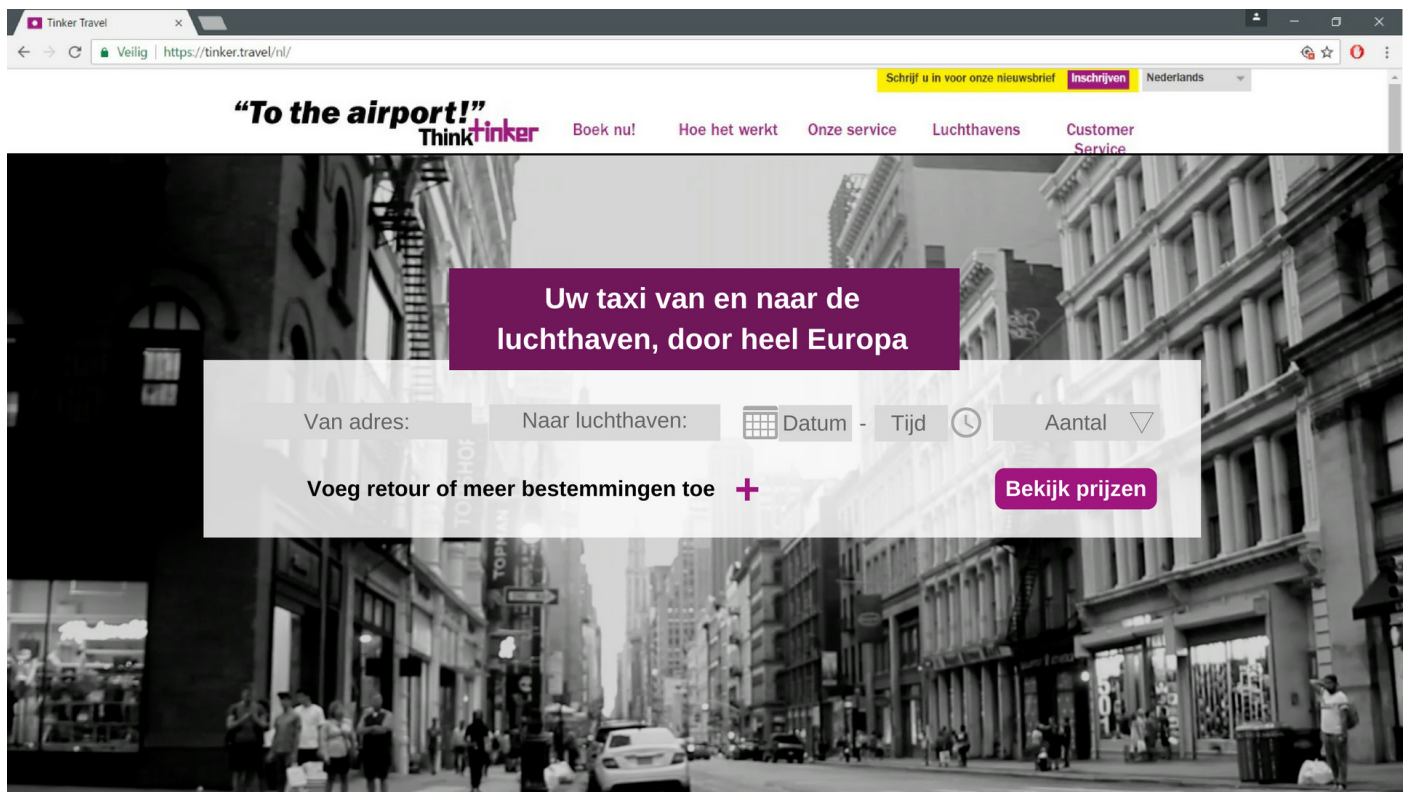 Tinker Travel
Veilig | https://tinker.travel/nl/
Schrijf u in voor onze nieuwsbrief Inschrijven Nederlands
“To the airport!”
Think tinker
Boek nu! Hoe het werkt Onze service Luchthavens Customer
Service
Uw taxi van en naar de
luchthaven, door heel Europa
Van adres: Naar luchthaven: Datum - Tijd Aantal
Voeg retour of meer bestemmingen toe + Bekijk prijzen
TOPMAN TOPSHOP